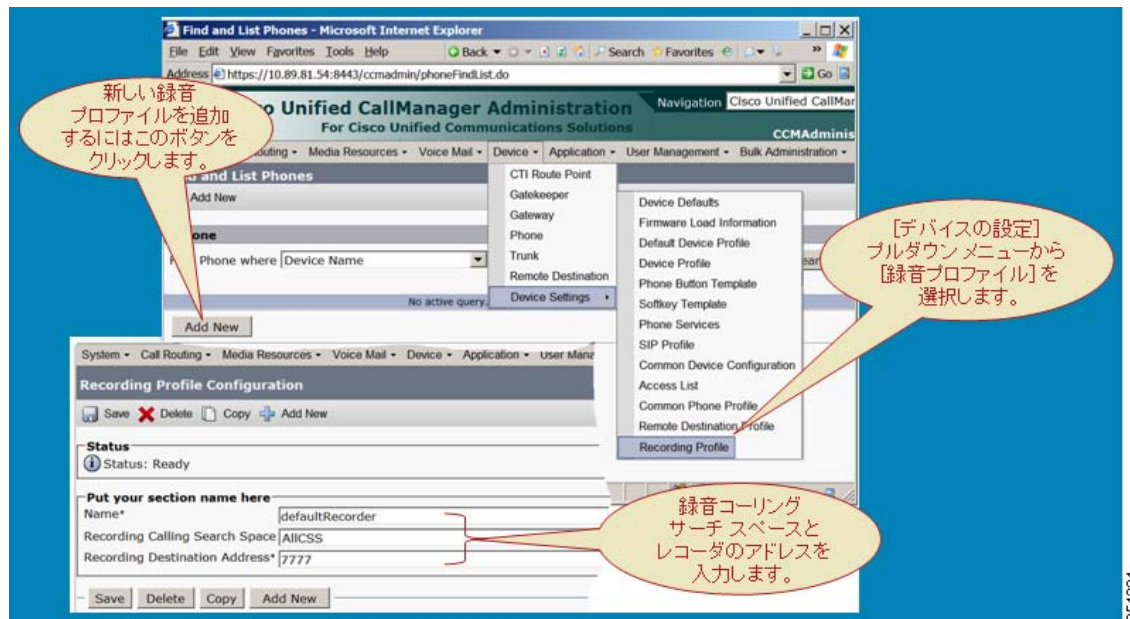 Find and List Phones - Microsoft Internet Explorer
File Edit View Favorites Tools Help Back Search Favorites
Address https://10.89.81.54:8443/ccmadmin/phoneFindList.do Go
Unified CallManager Administration
For Cisco Unified Communications Solutions
Navigation Cisco Unified CallMar
CCMAdminis
Media Resources Voice Mail Device Application User Management Bulk Administration
and List Phones
Add New
Phone where Device Name
No active query.
Add New
CTI Route Point
Gatekeeper
Gateway
Phone
Trunk
Remote Destination
Device Settings
Device Defaults
Firmware Load Information
Default Device Profile
Device Profile
Phone Button Template
Softkey Template
Phone Services
SIP Profile
Common Device Configuration
Access List
Common Phone Profile
Remote Destination Profile
Recording Profile
新しい録音
プロファイルを追加
するにはこのボタンを
クリックします。
[デバイスの設定]
プルダウン メニューから
[録音プロファイル] を
選択します。
System Call Routing Media Resources Voice Mail Device Application User Mana
Recording Profile Configuration
Save Delete Copy Add New
Status
Status: Ready
Put your section name here
Name* defaultRecorder
Recording Calling Search Space AllCSS
Recording Destination Address* 7777
Save Delete Copy Add New
録音コーリング
サーチ スペースと
レコーダのアドレスを
入力します。